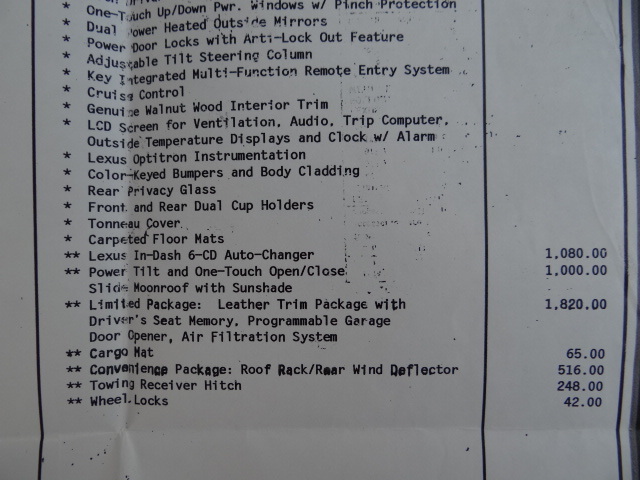 * One-Touch Up/Down Pwr. Windows w/ Pinch Protection
* Dual Power Heated Outside Mirrors
* Power Door Locks with Anti-Lock Out Feature
* Adjustable Tilt Steering Column
* Key Integrated Multi-Function Remote Entry System
* Cruise Control
* Genuine Walnut Wood Interior Trim
* LCD Screen for Ventilation, Audio, Trip Computer,
Outside Temperature Displays and Clock w/ Alarm
* Lexus Optitron Instrumentation
* Color-Keyed Bumpers and Body Cladding
* Rear Privacy Glass
* Front and Rear Dual Cup Holders
* Tonneau Cover
* Carpeted Floor Mats
** Lexus In-Dash 6-CD Auto-Changer 1,080.00
** Power Tilt and One-Touch Open/Close 1,000.00
Slide Moonroof with Sunshade
** Limited Package: Leather Trim Package with 1,820.00
Driver's Seat Memory, Programmable Garage
Door Opener, Air Filtration System
** Cargo Mat 65.00
** Convenience Package: Roof Rack/Rear Wind Deflector 516.00
** Towing Receiver Hitch 248.00
** Wheel Locks 42.00